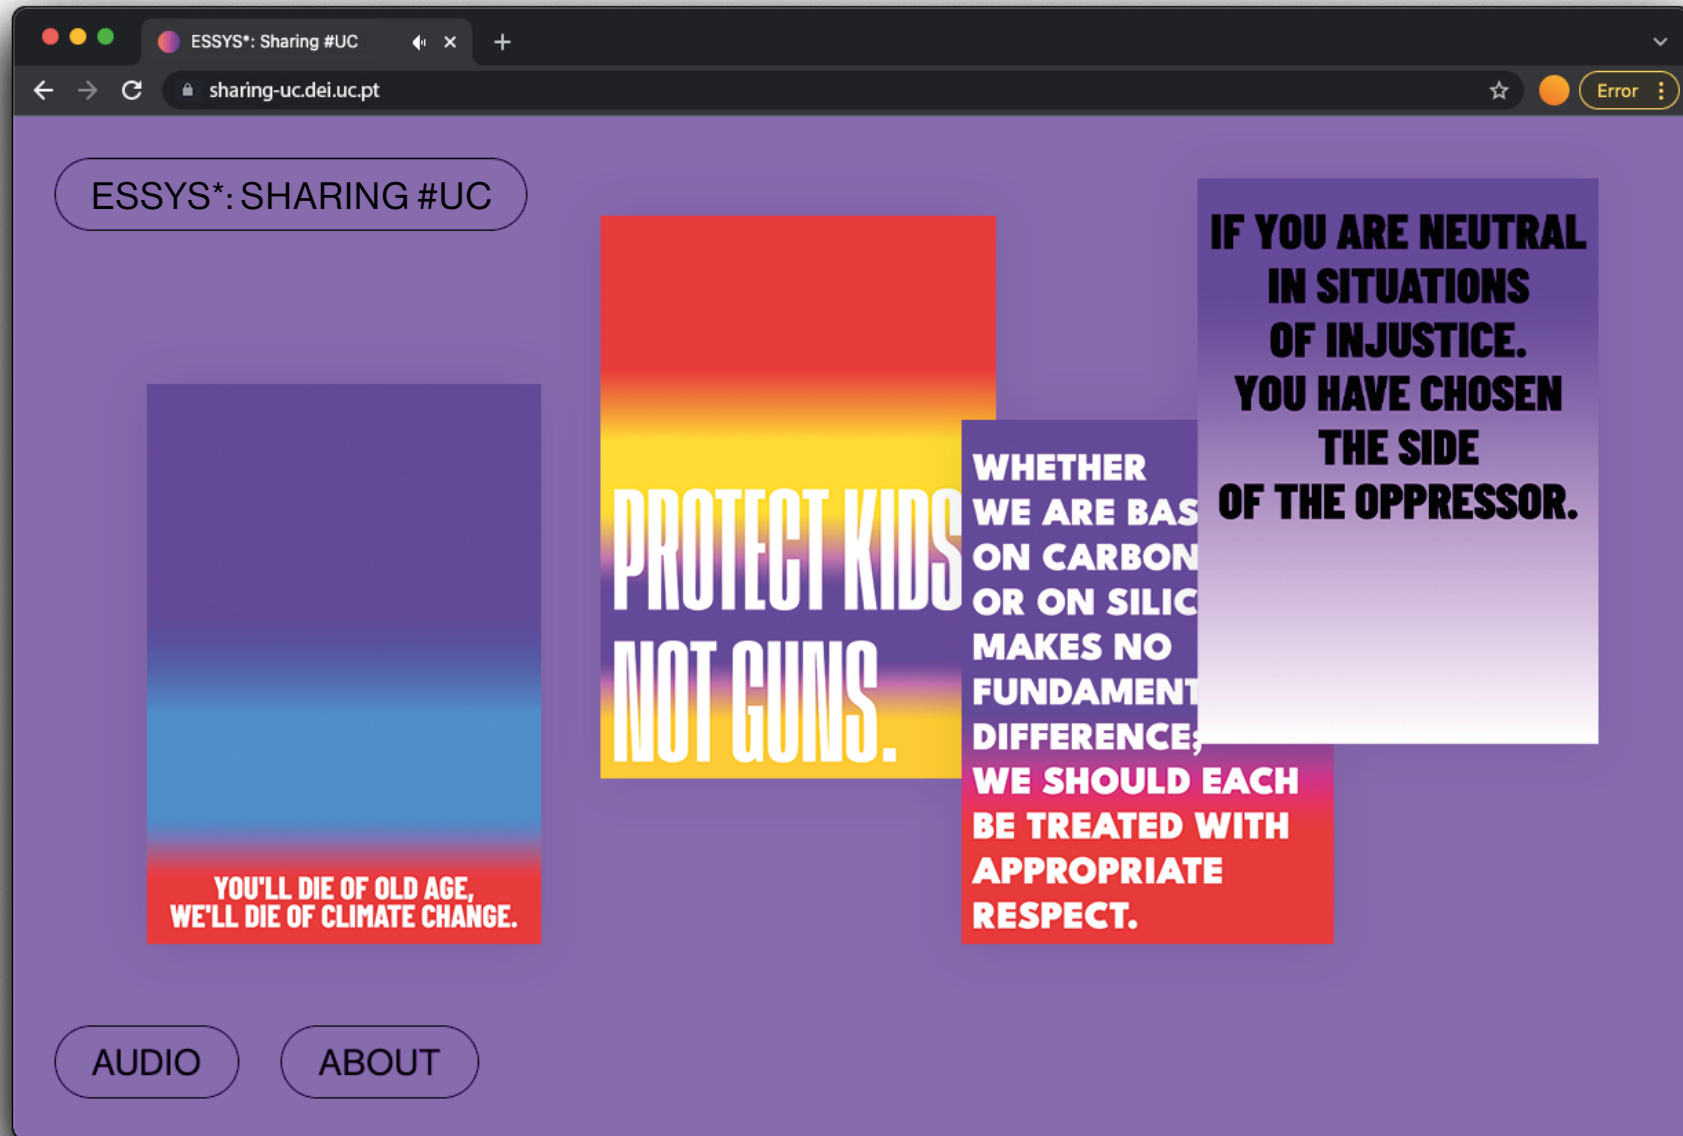 ESSYS*: Sharing #UC
sharing-uc.dei.uc.pt
Error
ESSYS*: SHARING #UC
YOU'LL DIE OF OLD AGE,
WE'LL DIE OF CLIMATE CHANGE.
PROTECT KIDS
NOT GUNS.
WHETHER
WE ARE BAS
ON CARBON
OR ON SILIC
MAKES NO
FUNDAMENT
DIFFERENCE;
WE SHOULD EACH
BE TREATED WITH
APPROPRIATE
RESPECT.
IF YOU ARE NEUTRAL
IN SITUATIONS
OF INJUSTICE.
YOU HAVE CHOSEN
THE SIDE
OF THE OPPRESSOR.
AUDIO
ABOUT